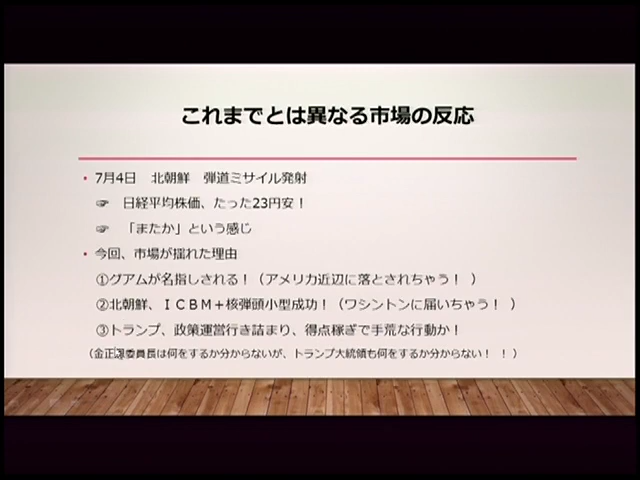 これまでとは異なる市場の反応
・7月4日　北朝鮮　弾道ミサイル発射
☞　日経平均株価、たった23円安！
☞　「またか」という感じ
・今回、市場が揺れた理由
①グアムが名指しされる！（アメリカ近辺に落とされちゃう！ ）
②北朝鮮、ＩＣＢＭ＋核弾頭小型成功！（ワシントンに届いちゃう！ ）
③トランプ、政策運営行き詰まり、得点稼ぎで手荒な行動か！
（金正恩委員長は何をするか分からないが、トランプ大統領も何をするか分からない！ ！ ）